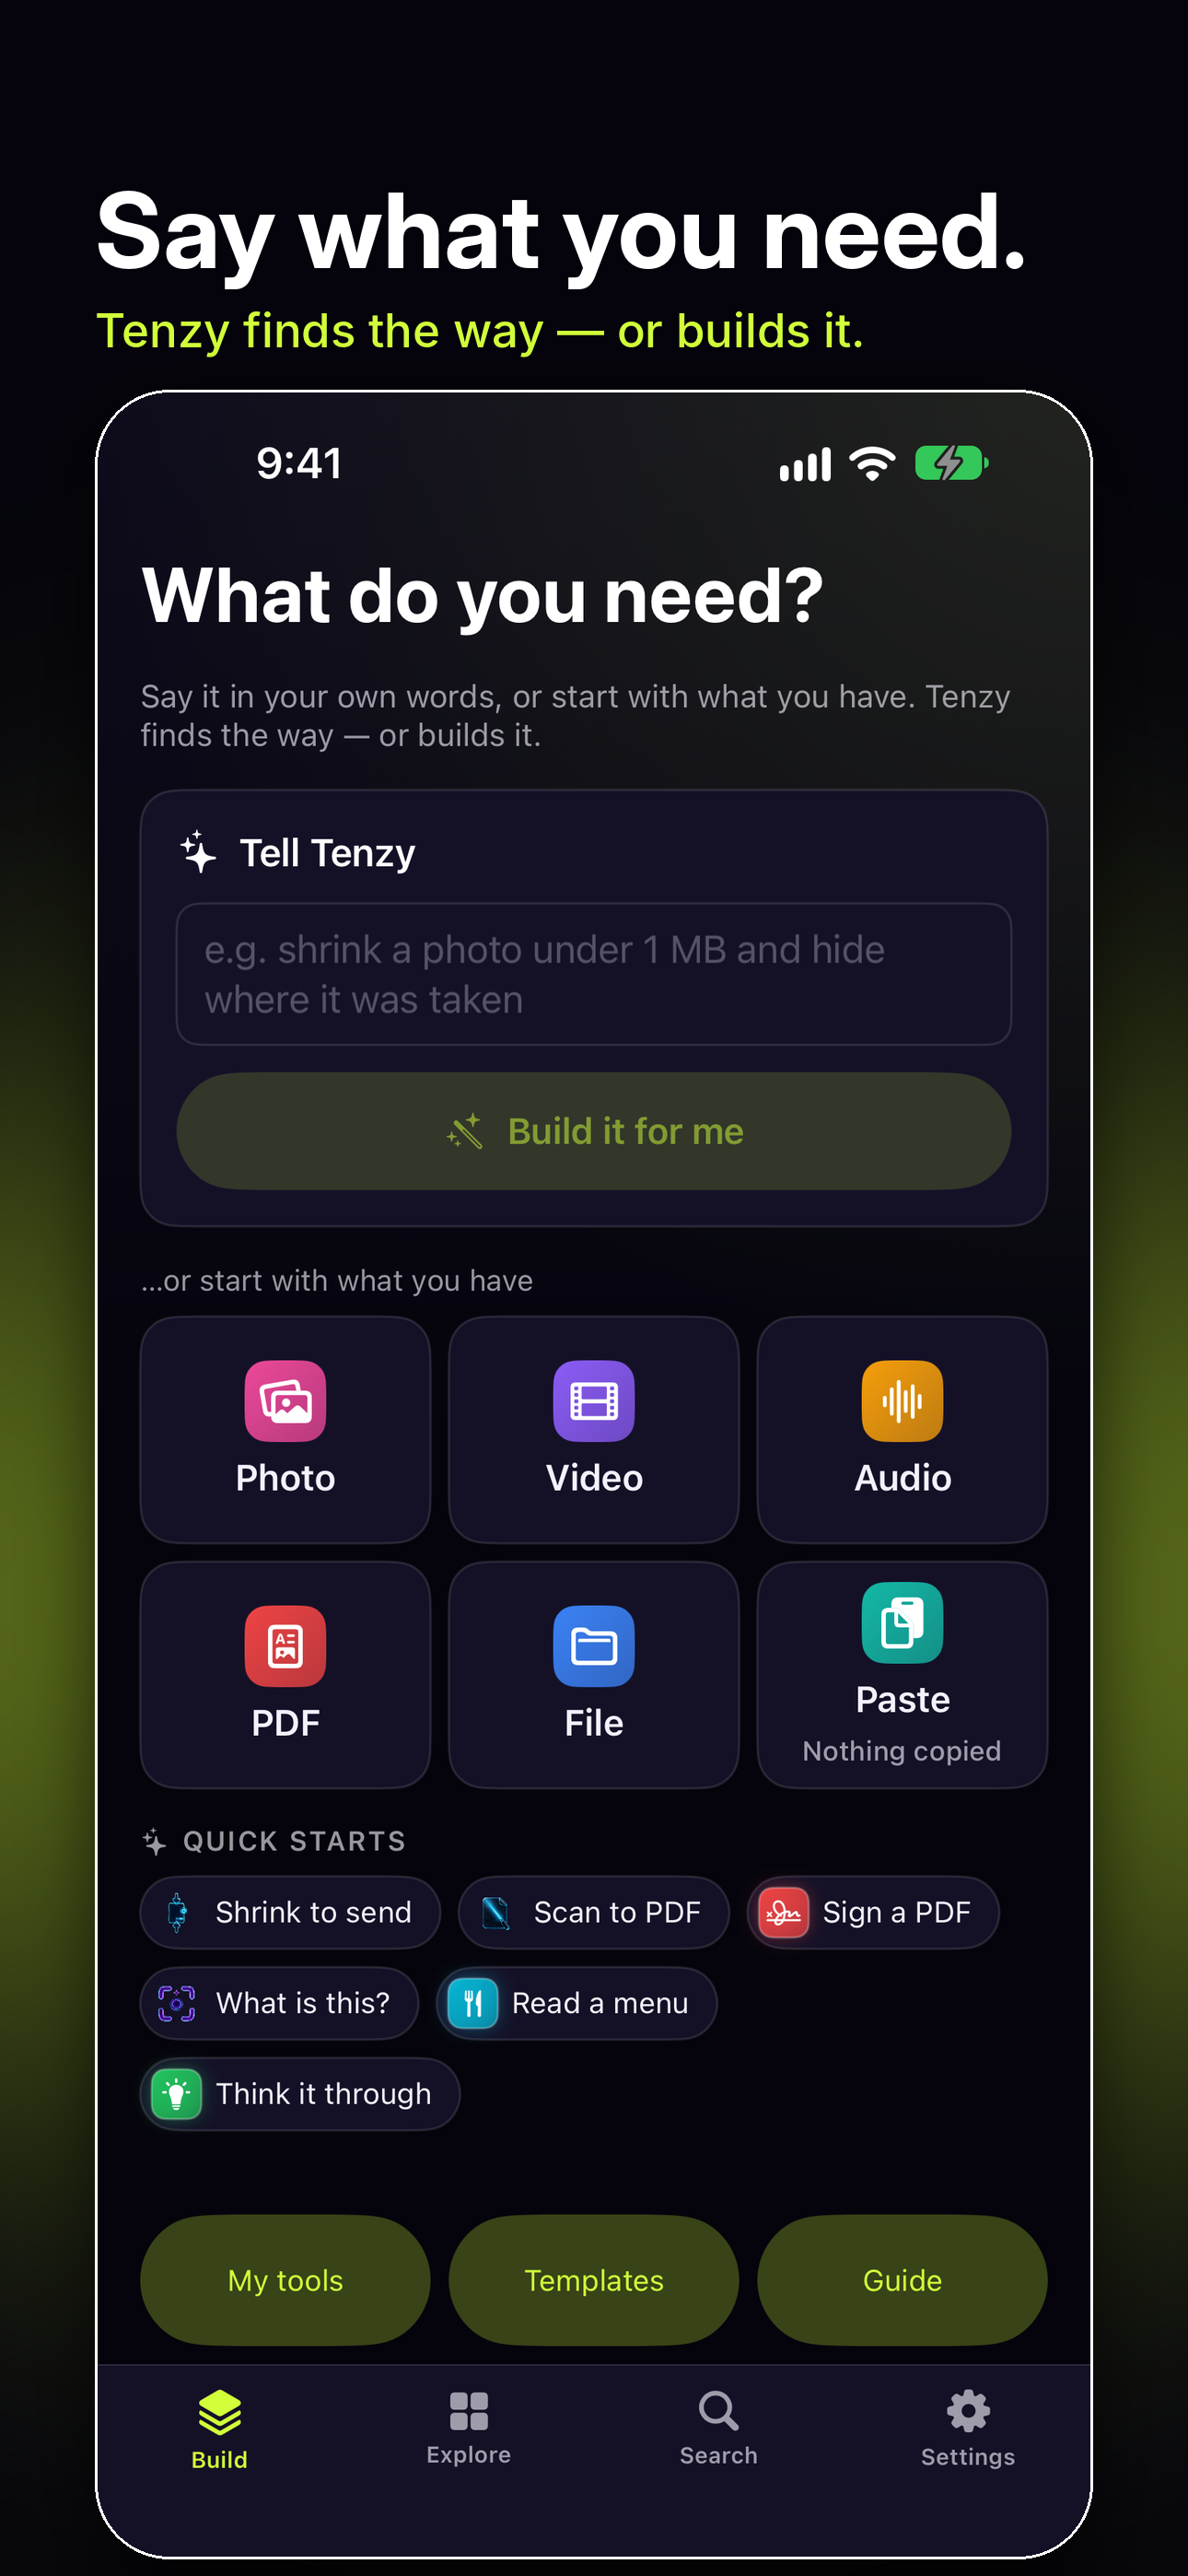 Say what you need.
Tenzy finds the way — or builds it.
9:41
What do you need?
Say it in your own words, or start with what you have. Tenzy
finds the way — or builds it.
Tell Tenzy
e.g. shrink a photo under 1 MB and hide
where it was taken
Build it for me
...or start with what you have
Photo
Video
Audio
PDF
File
Paste
Nothing copied
QUICK STARTS
Shrink to send
Scan to PDF
Sign a PDF
What is this?
Read a menu
Think it through
My tools
Templates
Guide
Build
Explore
Search
Settings